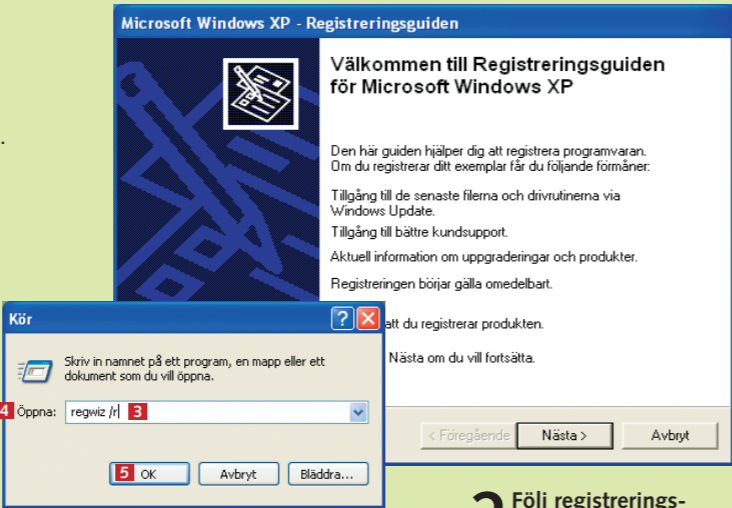 Microsoft Windows XP - Registreringsguiden
Välkommen till Registreringsguiden
för Microsoft Windows XP
Den här guiden hjälper dig att registrera programvaran.
Om du registrerar ditt exemplar får du följande förmåner:
Tillgång till de senaste filerna och drivrutinerna via
Windows Update.
Tillgång till bättre kundsupport.
Aktuell information om uppgraderingar och produkter.
Registreringen börjar gälla omedelbart.
att du registrerar produkten.
Nästa om du vill fortsätta.
< Föregående Nästa > Avbryt
Kör
Skriv in namnet på ett program, en mapp eller ett
dokument som du vill öppna.
4 Öppna: regwiz /r 3
5 OK Avbryt Bläddra...
Följ registrerings-